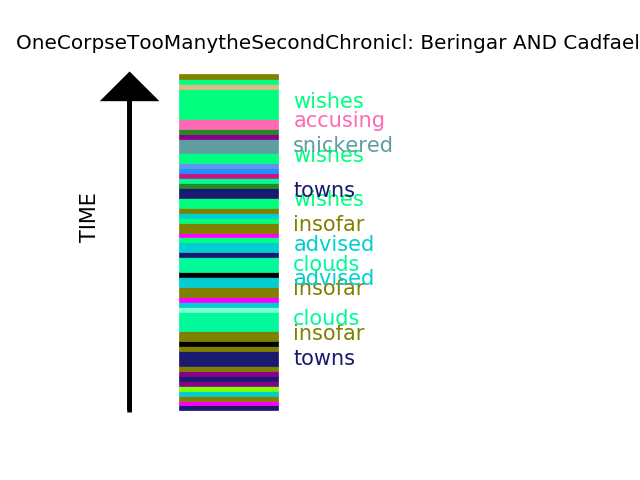 OneCorpseTooManytheSecondChronicl: Beringar AND Cadfael
wishes
accusing
snickered
wishes
towns
wishes
insofar
advised
clouds
advised
insofar
clouds
insofar
towns
TIME